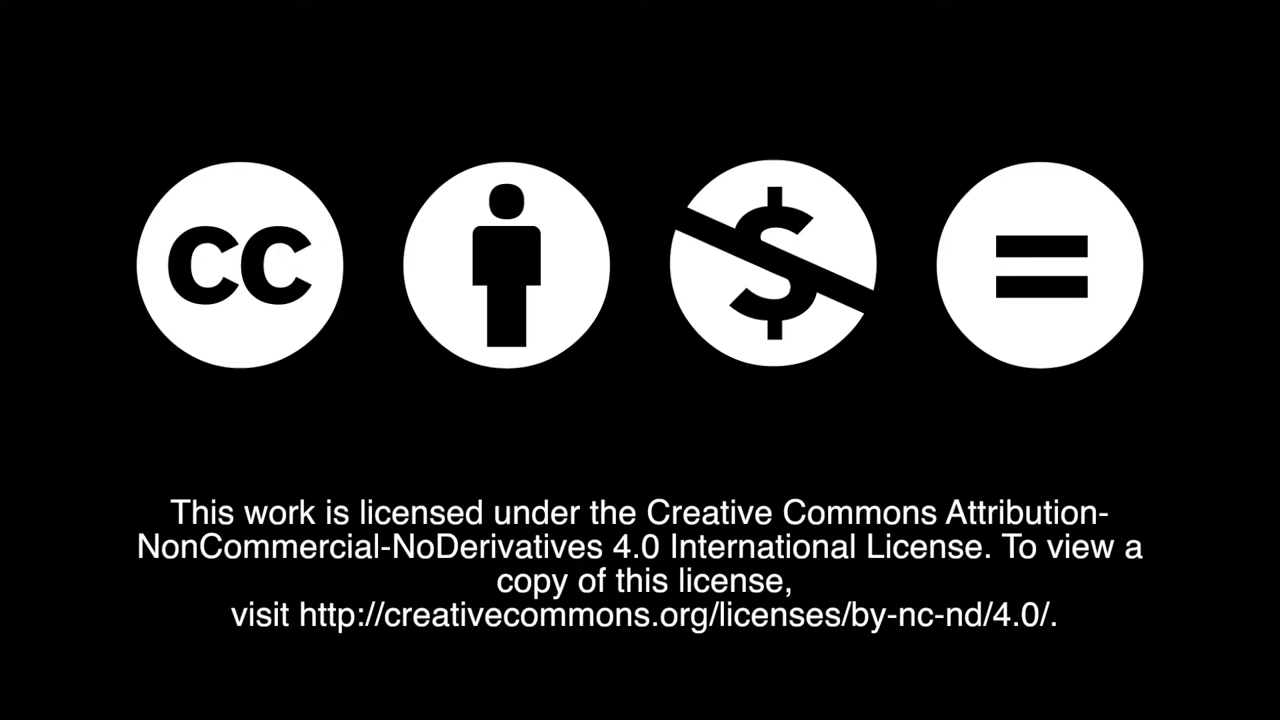 cc
$
=
This work is licensed under the Creative Commons Attribution-
NonCommercial-NoDerivatives 4.0 International License. To view a
copy of this license,
visit http://creativecommons.org/licenses/by-nc-nd/4.0/.